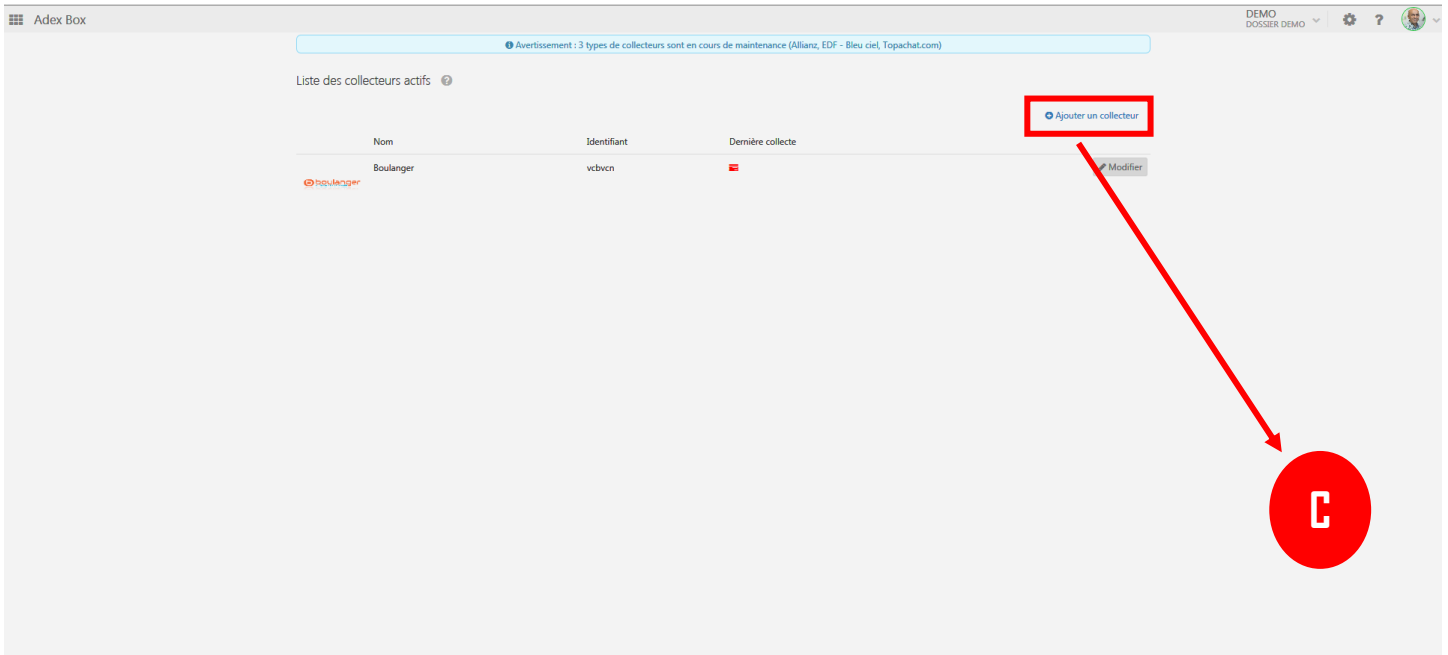 Adex Box
DEMO
DOSSIER DEMO
?
Avertissement : 3 types de collecteurs sont en cours de maintenance (Allianz, EDF - Bleu ciel, Topachat.com)
Liste des collecteurs actifs ?
Ajouter un collecteur
Nom Identifiant Dernière collecte
Boulanger vcbvcn Modifier
boulanger
C